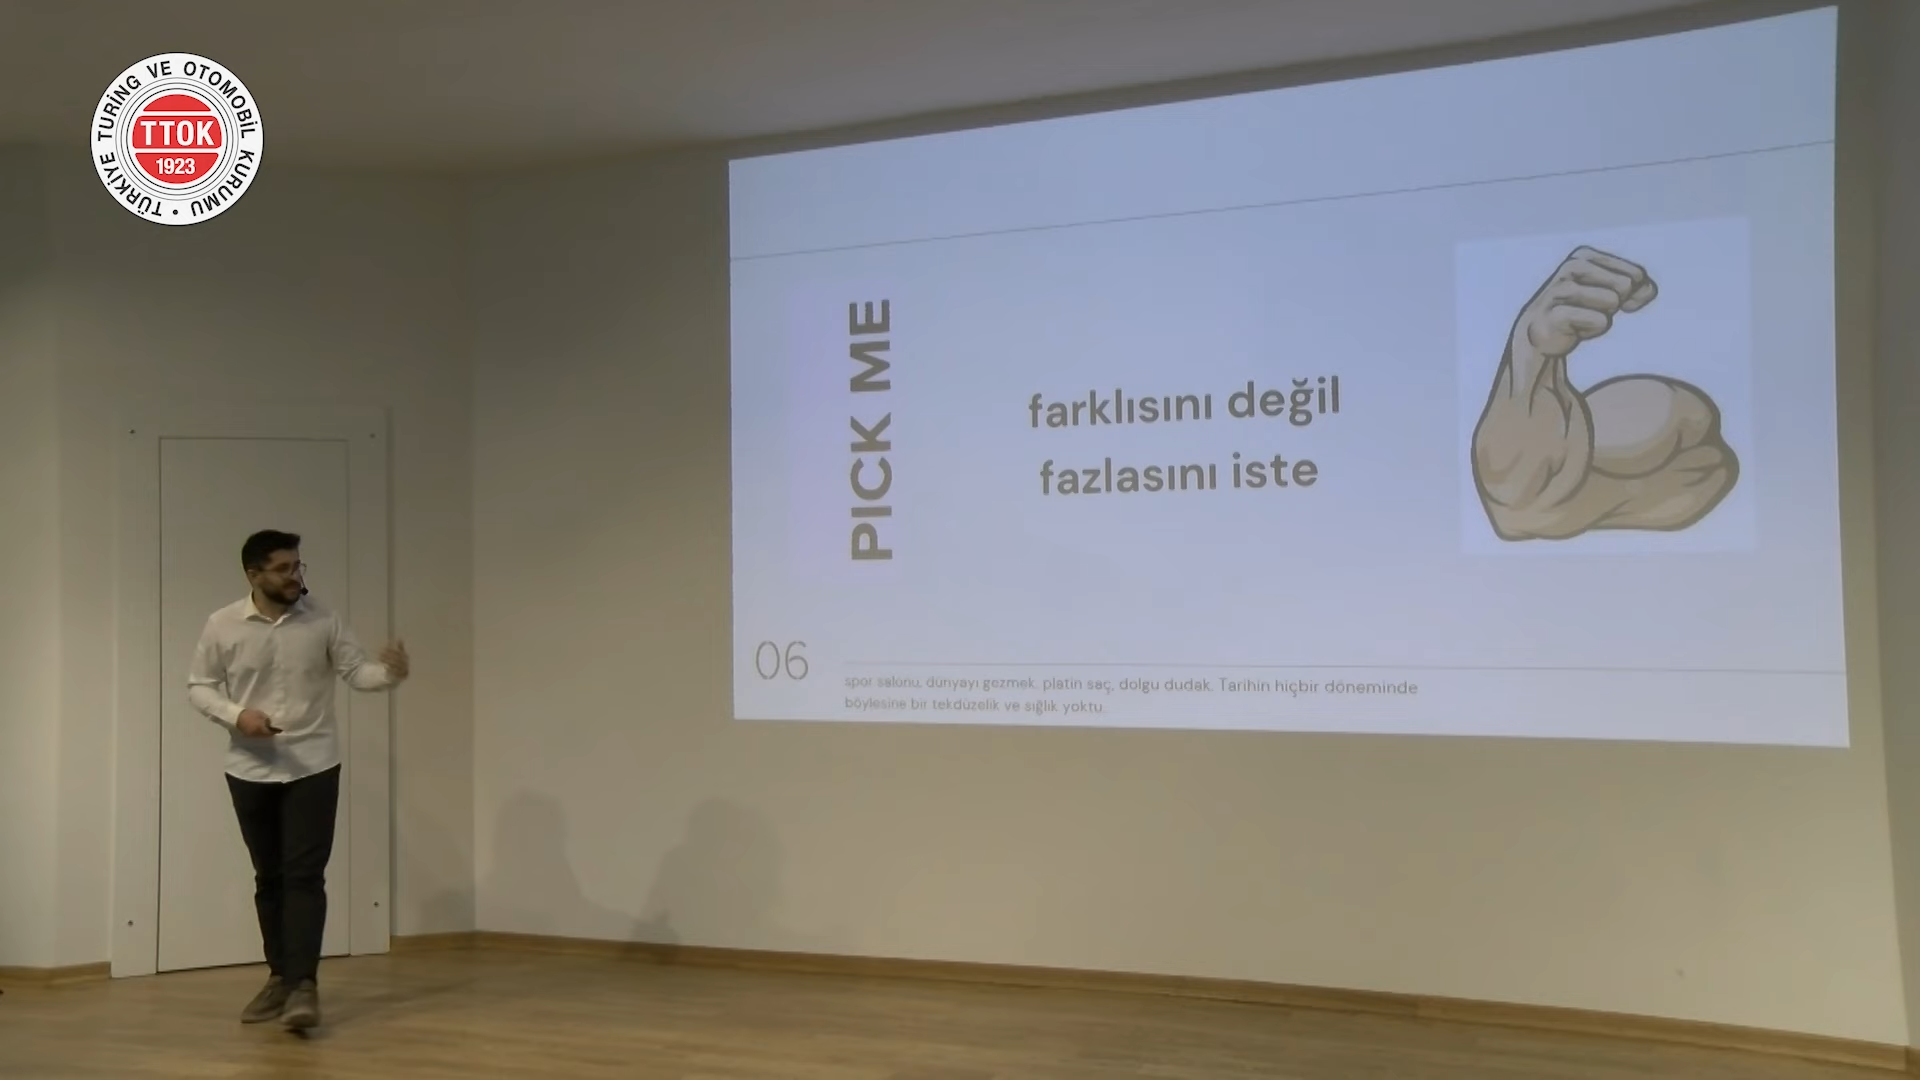 TÜRKİYE TURİNG VE OTOMOBİL KURUMU •
TTOK
1923
PICK ME
farklısını değil
fazlasını iste
06
spor salonu, dünyayı gezmek, platin saç, dolgu dudak. Tarihin hiçbir döneminde
böylesine bir tekdüzelik ve sığlık yoktu.